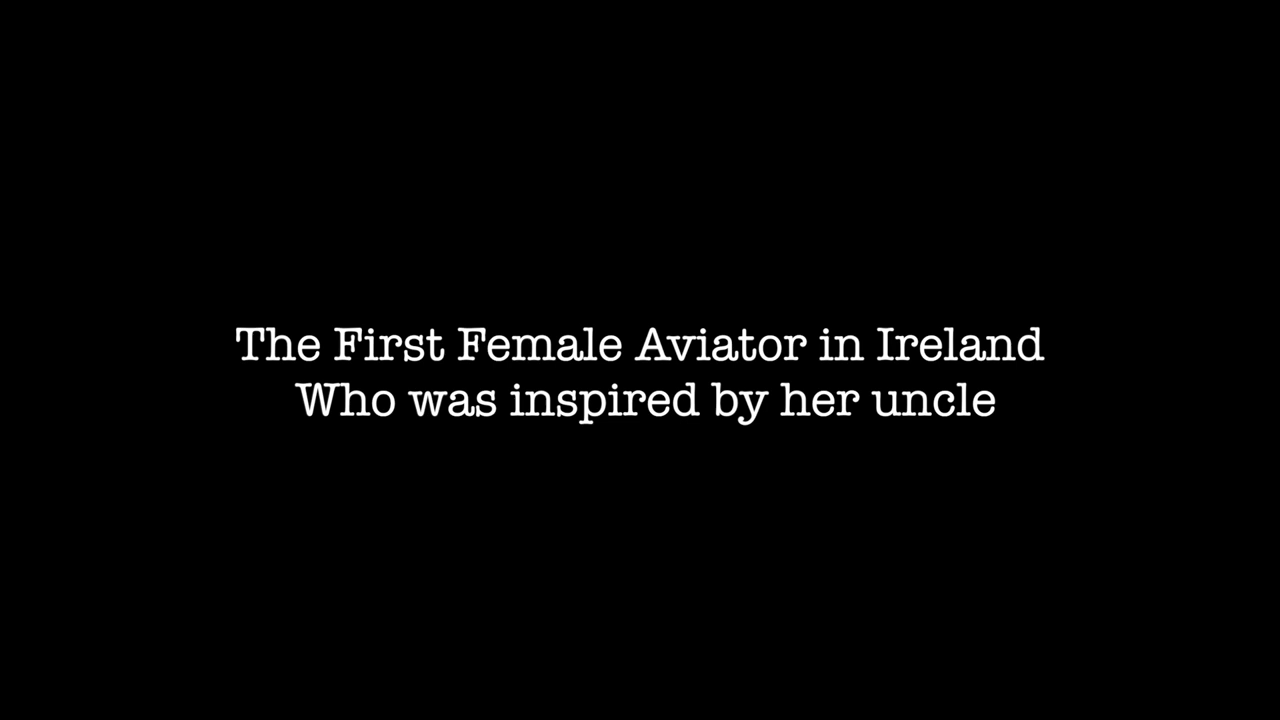 The First Female Aviator in Ireland
Who was inspired by her uncle